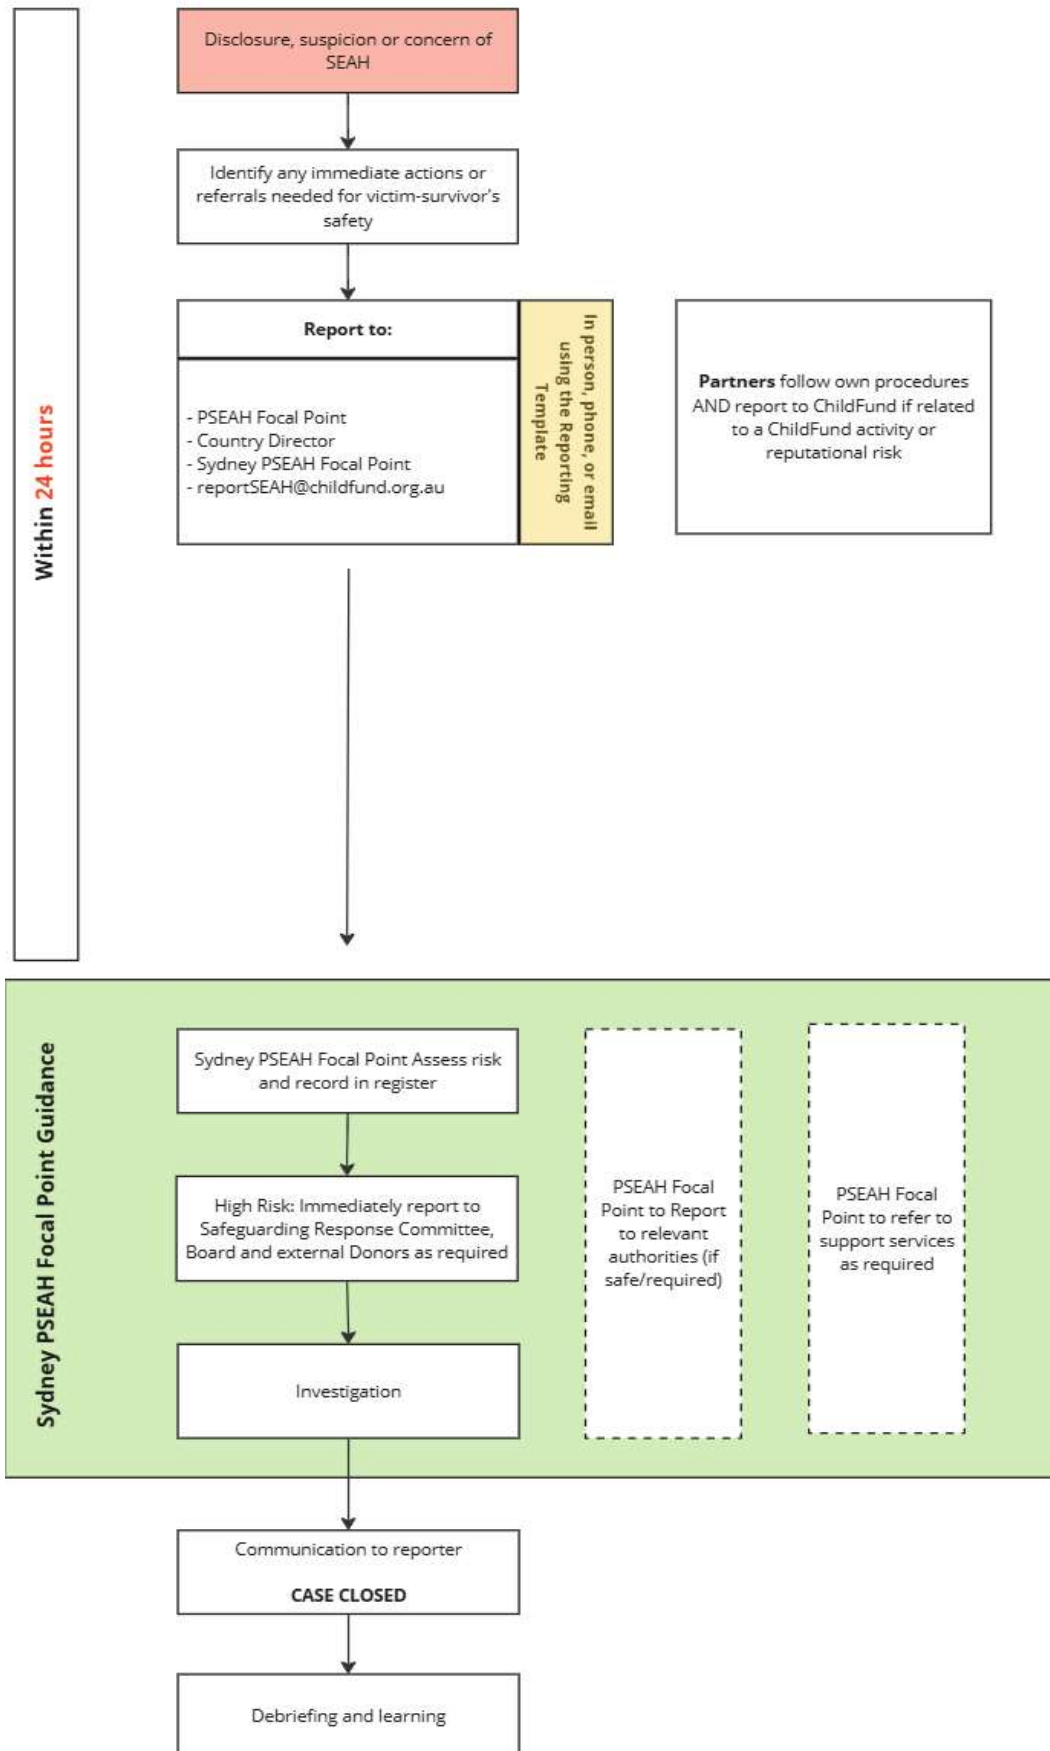 Within 24 hours
Disclosure, suspicion or concern of
SEAH
Identify any immediate actions or
referrals needed for victim-survivor's
safety
Report to:
- PSEAH Focal Point
- Country Director
- Sydney PSEAH Focal Point
- reportSEAH@childfund.org.au
In person, phone, or email
using the Reporting
Template
Partners follow own procedures
AND report to ChildFund if related
to a ChildFund activity or
reputational risk
Sydney PSEAH Focal Point Guidance
Sydney PSEAH Focal Point Assess risk
and record in register
High Risk: Immediately report to
Safeguarding Response Committee,
Board and external Donors as required
Investigation
PSEAH Focal
Point to Report
to relevant
authorities (if
safe/required)
PSEAH Focal
Point to refer to
support services
as required
Communication to reporter
CASE CLOSED
Debriefing and learning